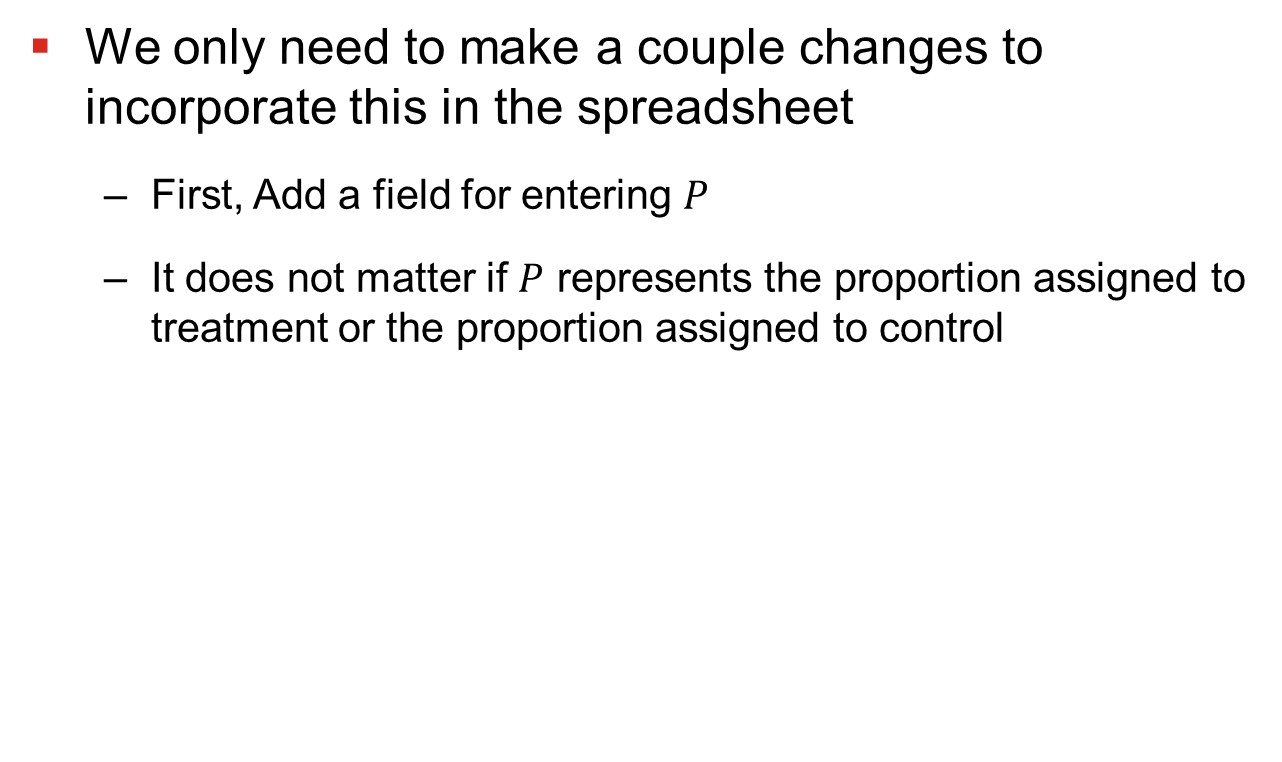 ▪ We only need to make a couple changes to
incorporate this in the spreadsheet
– First, Add a field for entering P
– It does not matter if P represents the proportion assigned to
treatment or the proportion assigned to control